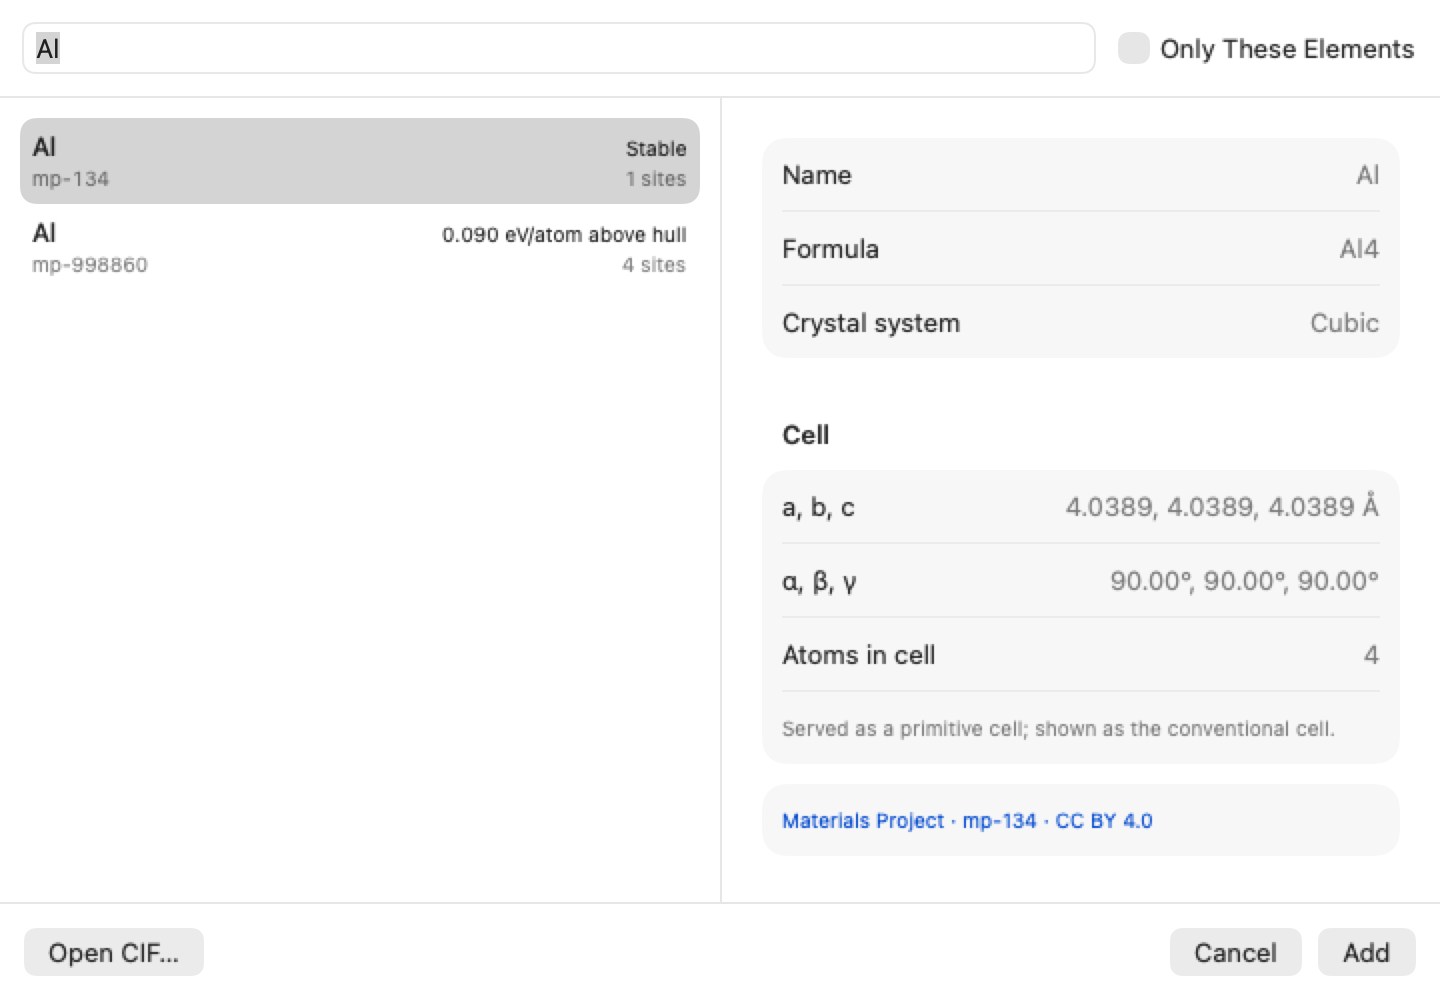 Al
Only These Elements
Al
Stable
mp-134
1 sites
Al
0.090 eV/atom above hull
mp-998860
4 sites
Name
Al
Formula
Al4
Crystal system
Cubic
Cell
a, b, c
4.0389, 4.0389, 4.0389 Å
α, β, γ
90.00°, 90.00°, 90.00°
Atoms in cell
4
Served as a primitive cell; shown as the conventional cell.
Materials Project · mp-134 · CC BY 4.0
Open CIF...
Cancel
Add